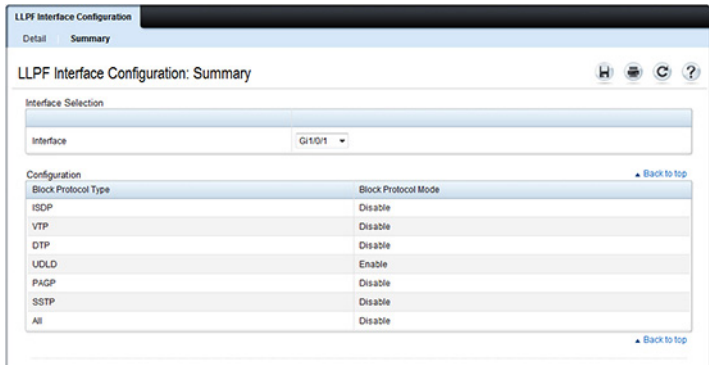 LLPF Interface Configuration
Detail Summary
LLPF Interface Configuration: Summary
Interface Selection
Interface Gi1/0/1
Configuration
Back to top
Block Protocol Type Block Protocol Mode
ISDP Disable
VTP Disable
DTP Disable
UDLD Enable
PAGP Disable
SSTP Disable
All Disable
Back to top